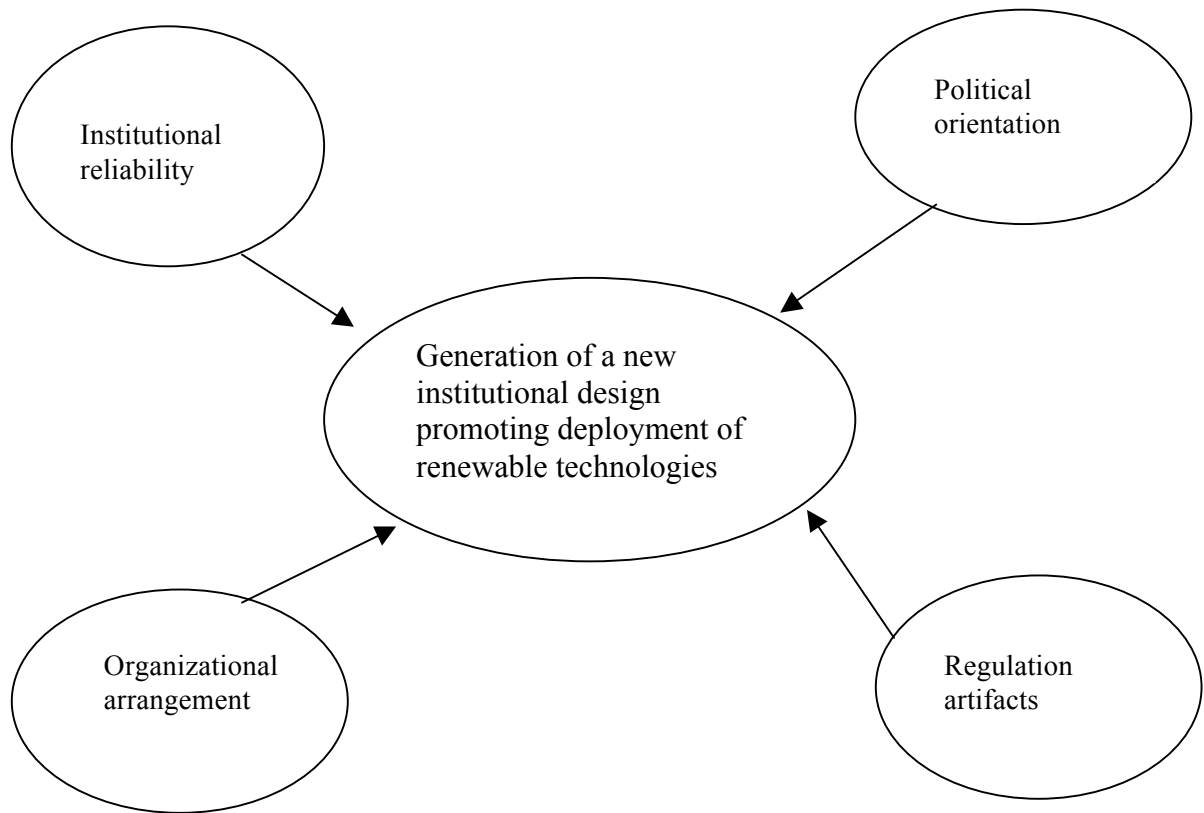 Institutional
reliability
Political
orientation
Generation of a new
institutional design
promoting deployment of
renewable technologies
Organizational
arrangement
Regulation
artifacts